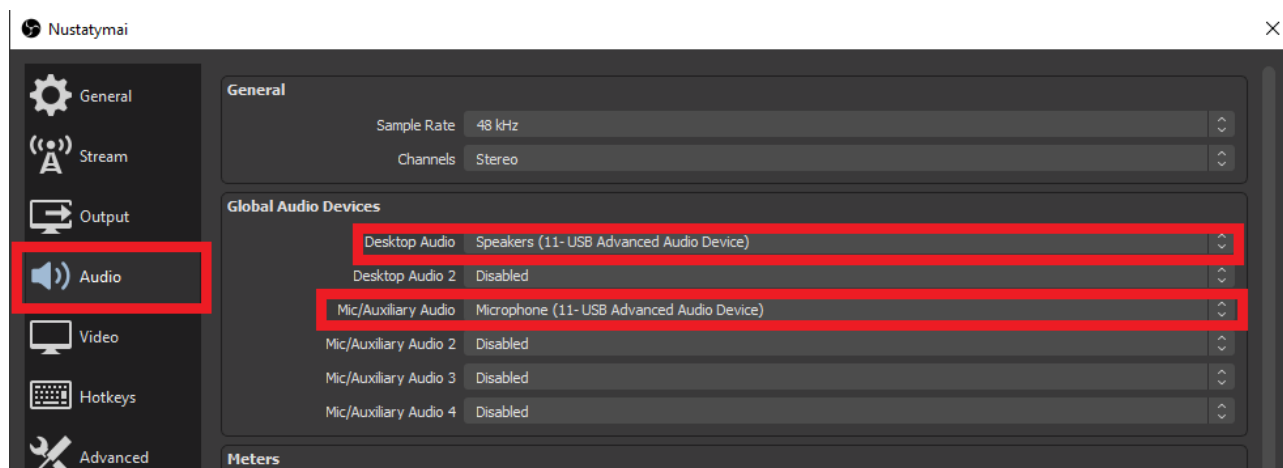 Nustatymai
General
Stream
Output
Audio
Video
Hotkeys
Advanced
General
Sample Rate 48 kHz
Channels Stereo
Global Audio Devices
Desktop Audio Speakers (11- USB Advanced Audio Device)
Desktop Audio 2 Disabled
Mic/Auxiliary Audio Microphone (11- USB Advanced Audio Device)
Mic/Auxiliary Audio 2 Disabled
Mic/Auxiliary Audio 3 Disabled
Mic/Auxiliary Audio 4 Disabled
Meters